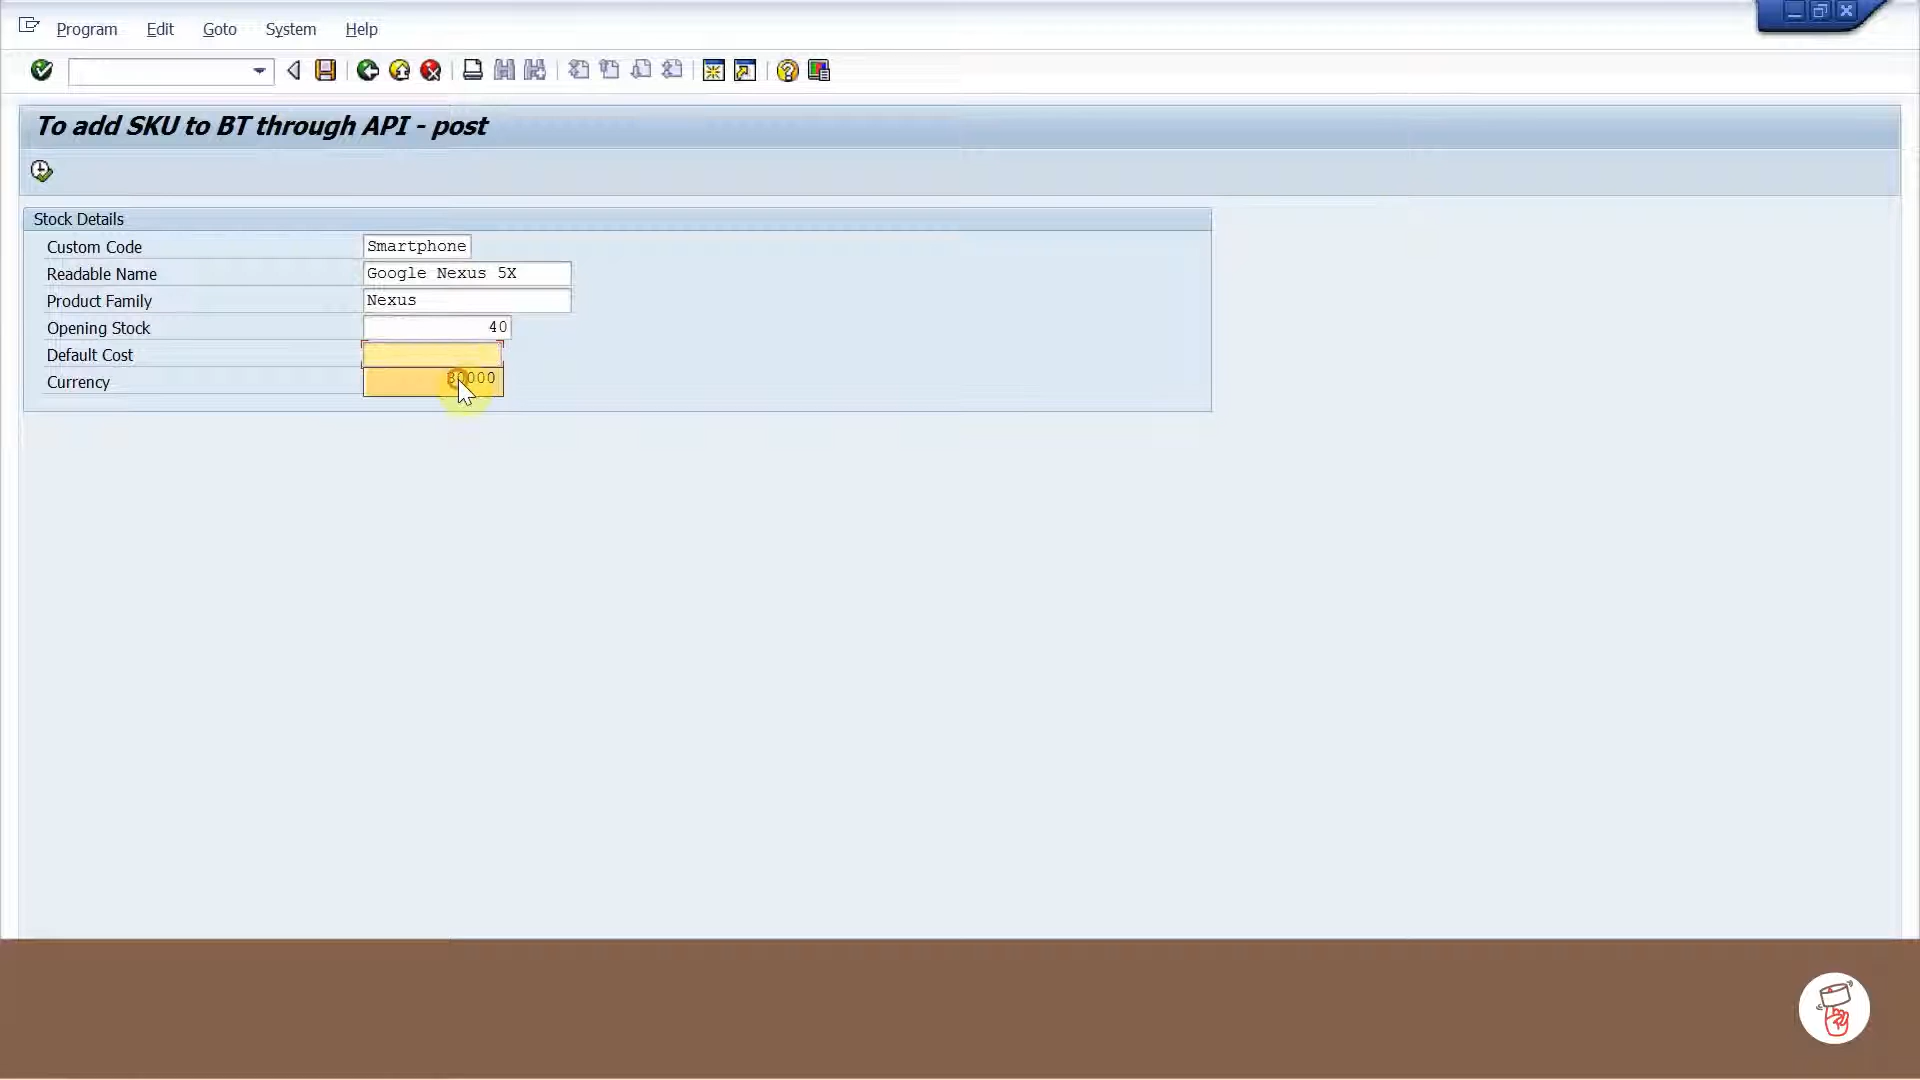 Program Edit Goto System Help
To add SKU to BT through API - post
Stock Details
Custom Code Smartphone
Readable Name Google Nexus 5X
Product Family Nexus
Opening Stock 40
Default Cost
Currency